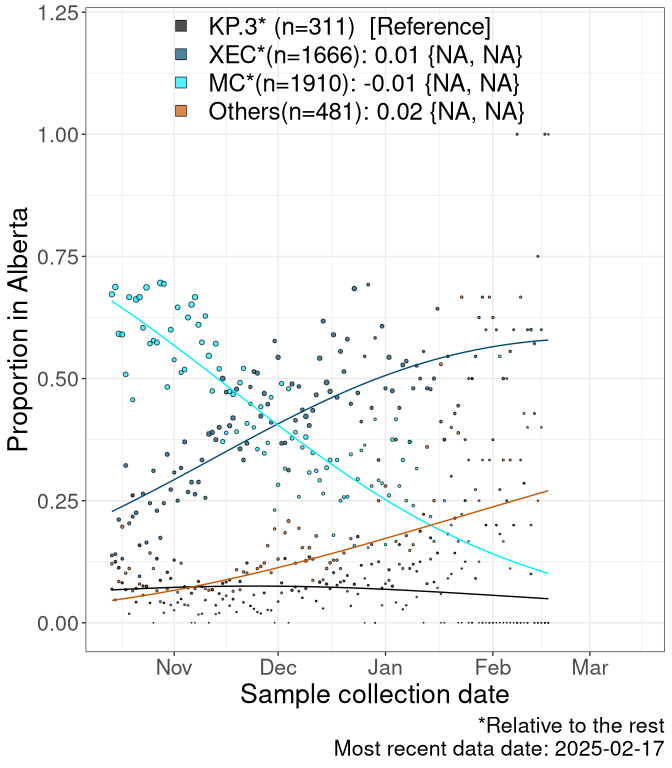 KP.3* (n=311)  [Reference]
XEC*(n=1666): 0.01 {NA, NA}
MC*(n=1910): -0.01 {NA, NA}
Others(n=481): 0.02 {NA, NA}
1.25
1.00
0.75
0.50
0.25
0.00
Proportion in Alberta
Nov Dec Jan Feb Mar
Sample collection date
*Relative to the rest
Most recent data date: 2025-02-17